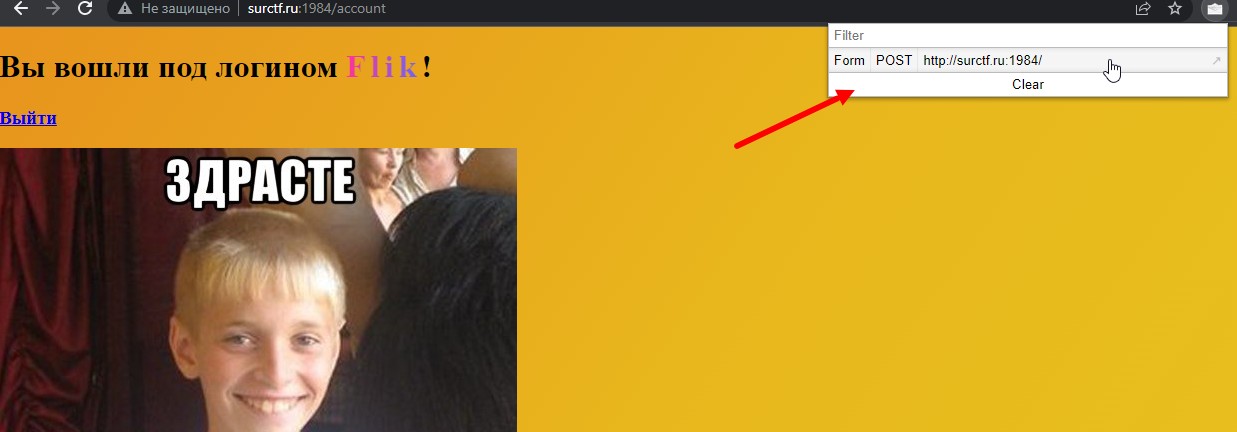 Не защищено surctf.ru:1984/account
Filter
Form POST http://surctf.ru:1984/
Clear
Вы вошли под логином Flik!
Выйти
ЗДРАСТЕ